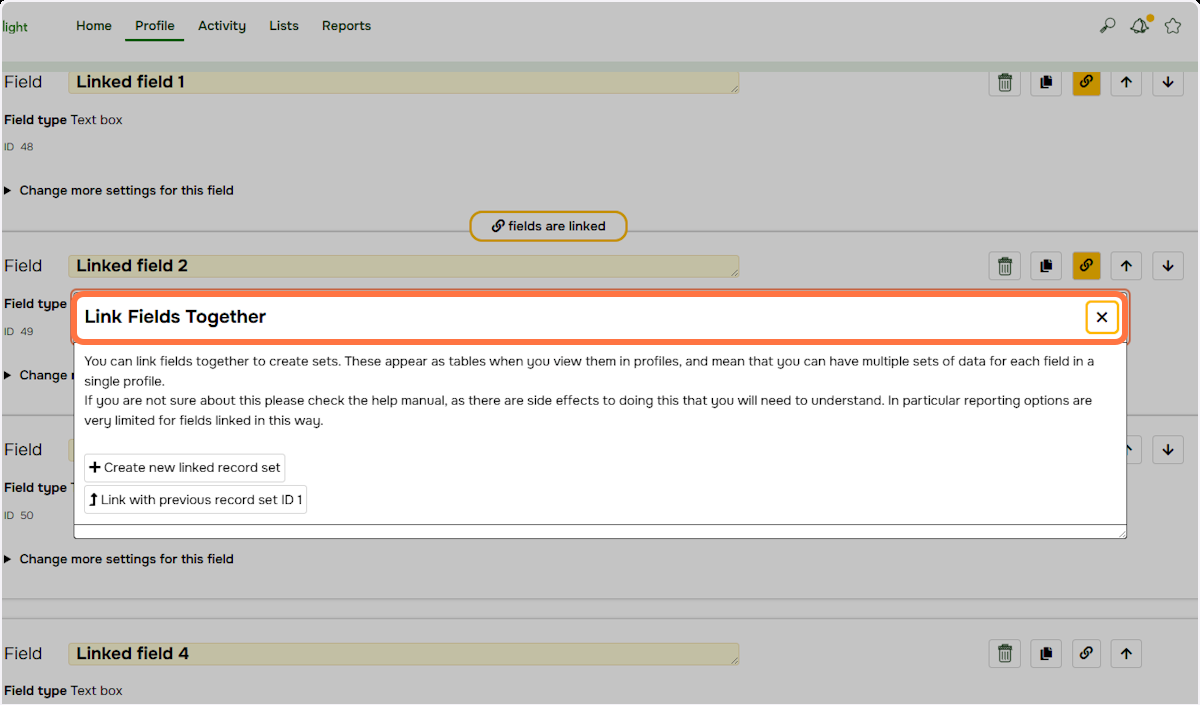 light
Home Profile Activity Lists Reports
Field Linked field 1
Field type Text box
ID 48
Change more settings for this field
fields are linked
Field Linked field 2
Field type
ID 49
Change
Link Fields Together
You can link fields together to create sets. These appear as tables when you view them in profiles, and mean that you can have multiple sets of data for each field in a
single profile.
If you are not sure about this please check the help manual, as there are side effects to doing this that you will need to understand. In particular reporting options are
very limited for fields linked in this way.
Create new linked record set
Link with previous record set ID 1
Field
Field type
ID 50
Change more settings for this field
Field Linked field 4
Field type Text box